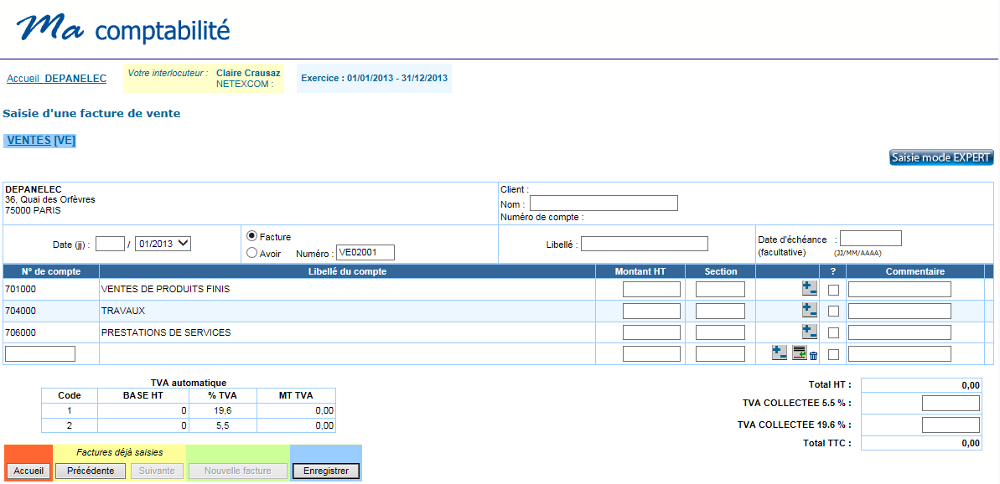 Ma comptabilité
Accueil DEPANELEC
Votre interlocuteur : Claire Crausaz
NETEXCOM :
Exercice : 01/01/2013 - 31/12/2013
Saisie d'une facture de vente
VENTES [VE]
Saisie mode EXPERT
DEPANELEC
36, Quai des Orfèvres
75000 PARIS
Client :
Nom :
Numéro de compte :
Date (jj) : / 01/2013
Facture
Avoir Numéro : VE02001
Libellé :
Date d'échéance :
(facultative) (JJ/MM/AAAA)
N° de compte Libellé du compte Montant HT Section ? Commentaire
701000 VENTES DE PRODUITS FINIS
704000 TRAVAUX
706000 PRESTATIONS DE SERVICES
TVA automatique
Code BASE HT % TVA MT TVA
1 0 19,6 0,00
2 0 5,5 0,00
Total HT : 0,00
TVA COLLECTEE 5.5 % :
TVA COLLECTEE 19.6 % :
Total TTC : 0,00
Factures déjà saisies
Accueil Précédente Suivante Nouvelle facture Enregistrer